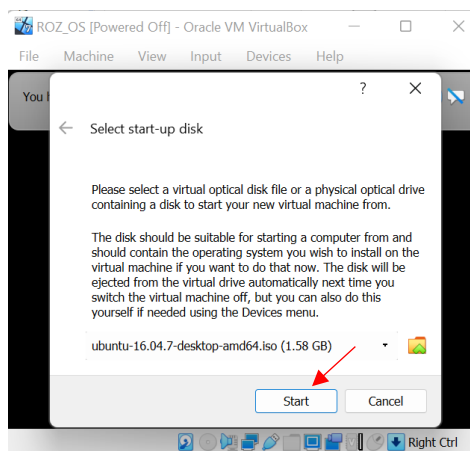 ROZ_OS [Powered Off] - Oracle VM VirtualBox
File Machine View Input Devices Help
You
?
Select start-up disk
Please select a virtual optical disk file or a physical optical drive
containing a disk to start your new virtual machine from.
The disk should be suitable for starting a computer from and
should contain the operating system you wish to install on the
virtual machine if you want to do that now. The disk will be
ejected from the virtual drive automatically next time you
switch the virtual machine off, but you can also do this
yourself if needed using the Devices menu.
ubuntu-16.04.7-desktop-amd64.iso (1.58 GB)
Start Cancel
Right Ctrl